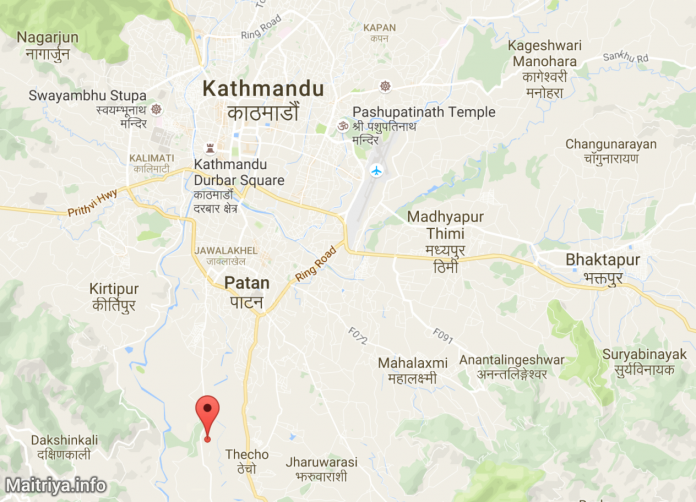 Ring Road
To
KAPAN
कपन
Nagarjun
नागार्जुन
Kageshwari
Manohara
कागेश्वरी
मनोहरा
Sankhu Rd
Kathmandu
काठमाडौं
Swayambhu Stupa
स्वयम्भूनाथ
मन्दिर
Pashupatinath Temple
श्री पशुपतिनाथ
मन्दिर
Changunarayan
चाँगुनारायण
KALIMATI
कालिमाटी
Kathmandu
Durbar Square
काठमाडौं
दरबार क्षेत्र
Prithvi Hwy
Madhyapur
Thimi
मध्यपुर
ठिमी
JAWALAKHEL
जावलाखेल
Ring Road
Bhaktapur
भक्तपुर
Patan
पाटन
Kirtipur
कीर्तिपुर
F072
F091
Mahalaxmi
महालक्ष्मी
Anantalingeshwar
अनन्तलिङ्गेश्वर
Suryabinayak
सुर्यविनायक
Dakshinkali
दक्षिणकाली
Thecho
ठेचो
Jharuwarasi
झरुवाराशी
Maitriya.info